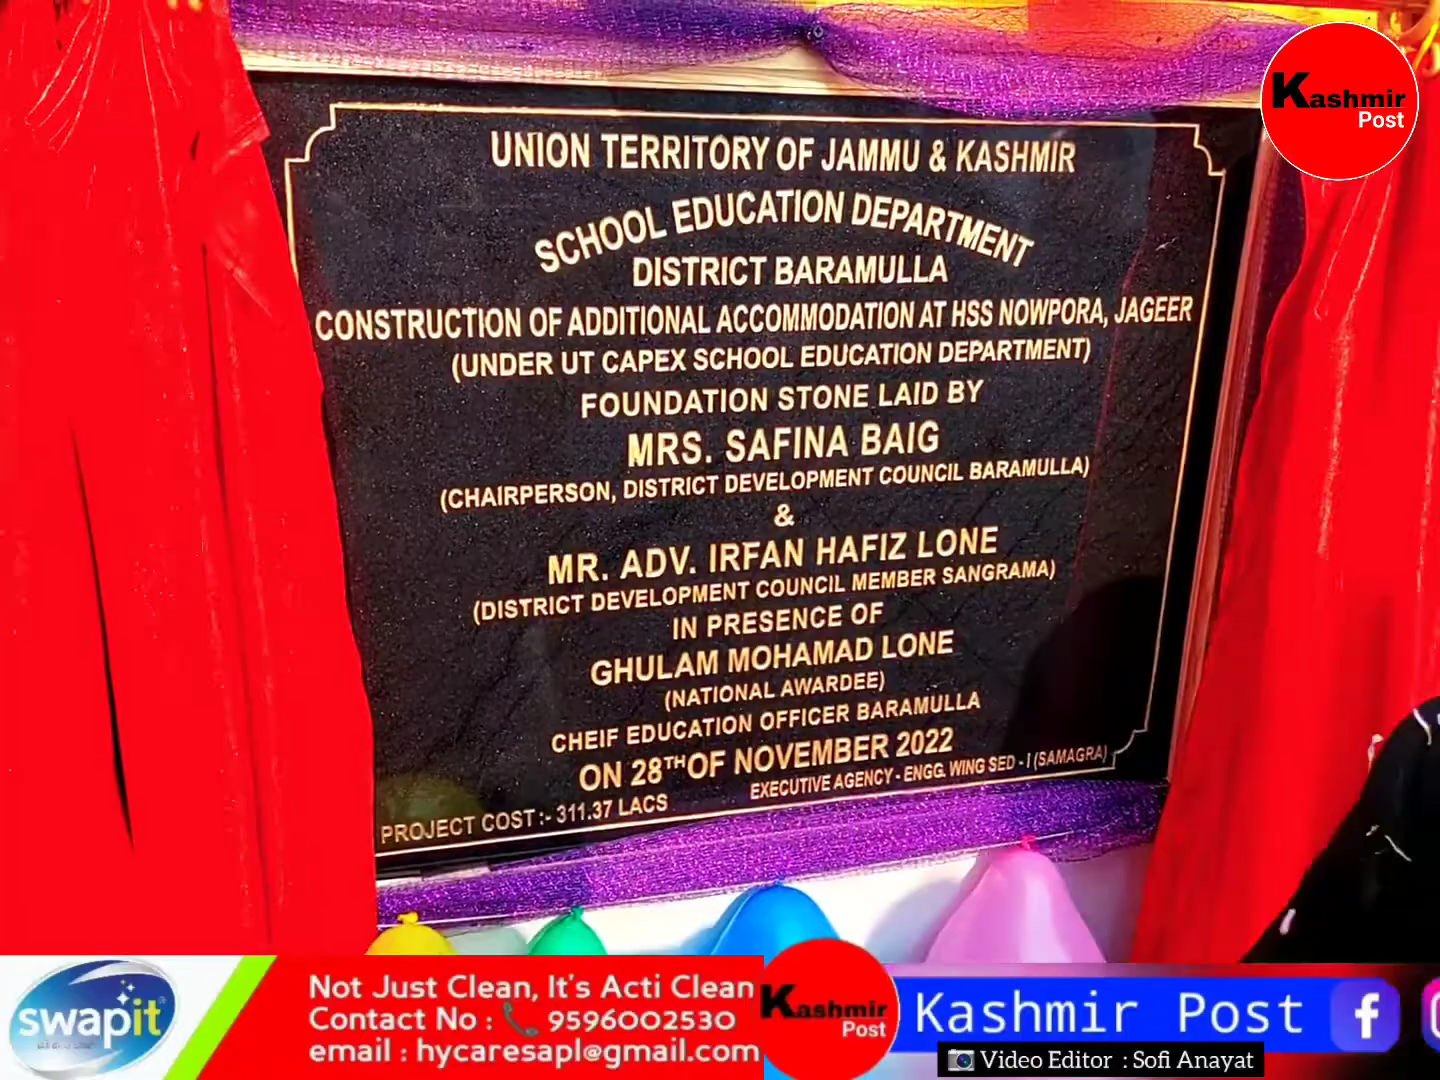 Kashmir
Post
UNION TERRITORY OF JAMMU & KASHMIR
SCHOOL EDUCATION DEPARTMENT
DISTRICT BARAMULLA
CONSTRUCTION OF ADDITIONAL ACCOMMODATION AT HSS NOWPORA, JAGEER
(UNDER UT CAPEX SCHOOL EDUCATION DEPARTMENT)
FOUNDATION STONE LAID BY
MRS. SAFINA BAIG
(CHAIRPERSON, DISTRICT DEVELOPMENT COUNCIL BARAMULLA)
&
MR. ADV. IRFAN HAFIZ LONE
(DISTRICT DEVELOPMENT COUNCIL MEMBER SANGRAMA)
IN PRESENCE OF
GHULAM MOHAMAD LONE
(NATIONAL AWARDEE)
CHEIF EDUCATION OFFICER BARAMULLA
ON 28TH OF NOVEMBER 2022
PROJECT COST :- 311.37 LACS
EXECUTIVE AGENCY - ENGG. WING SED - I (SAMAGRA)
swapit
Not Just Clean, It's Acti Clean
Contact No : 9596002530
email : hycaresapl@gmail.com
Kashmir
Post
Kashmir Post
Video Editor : Sofi Anayat